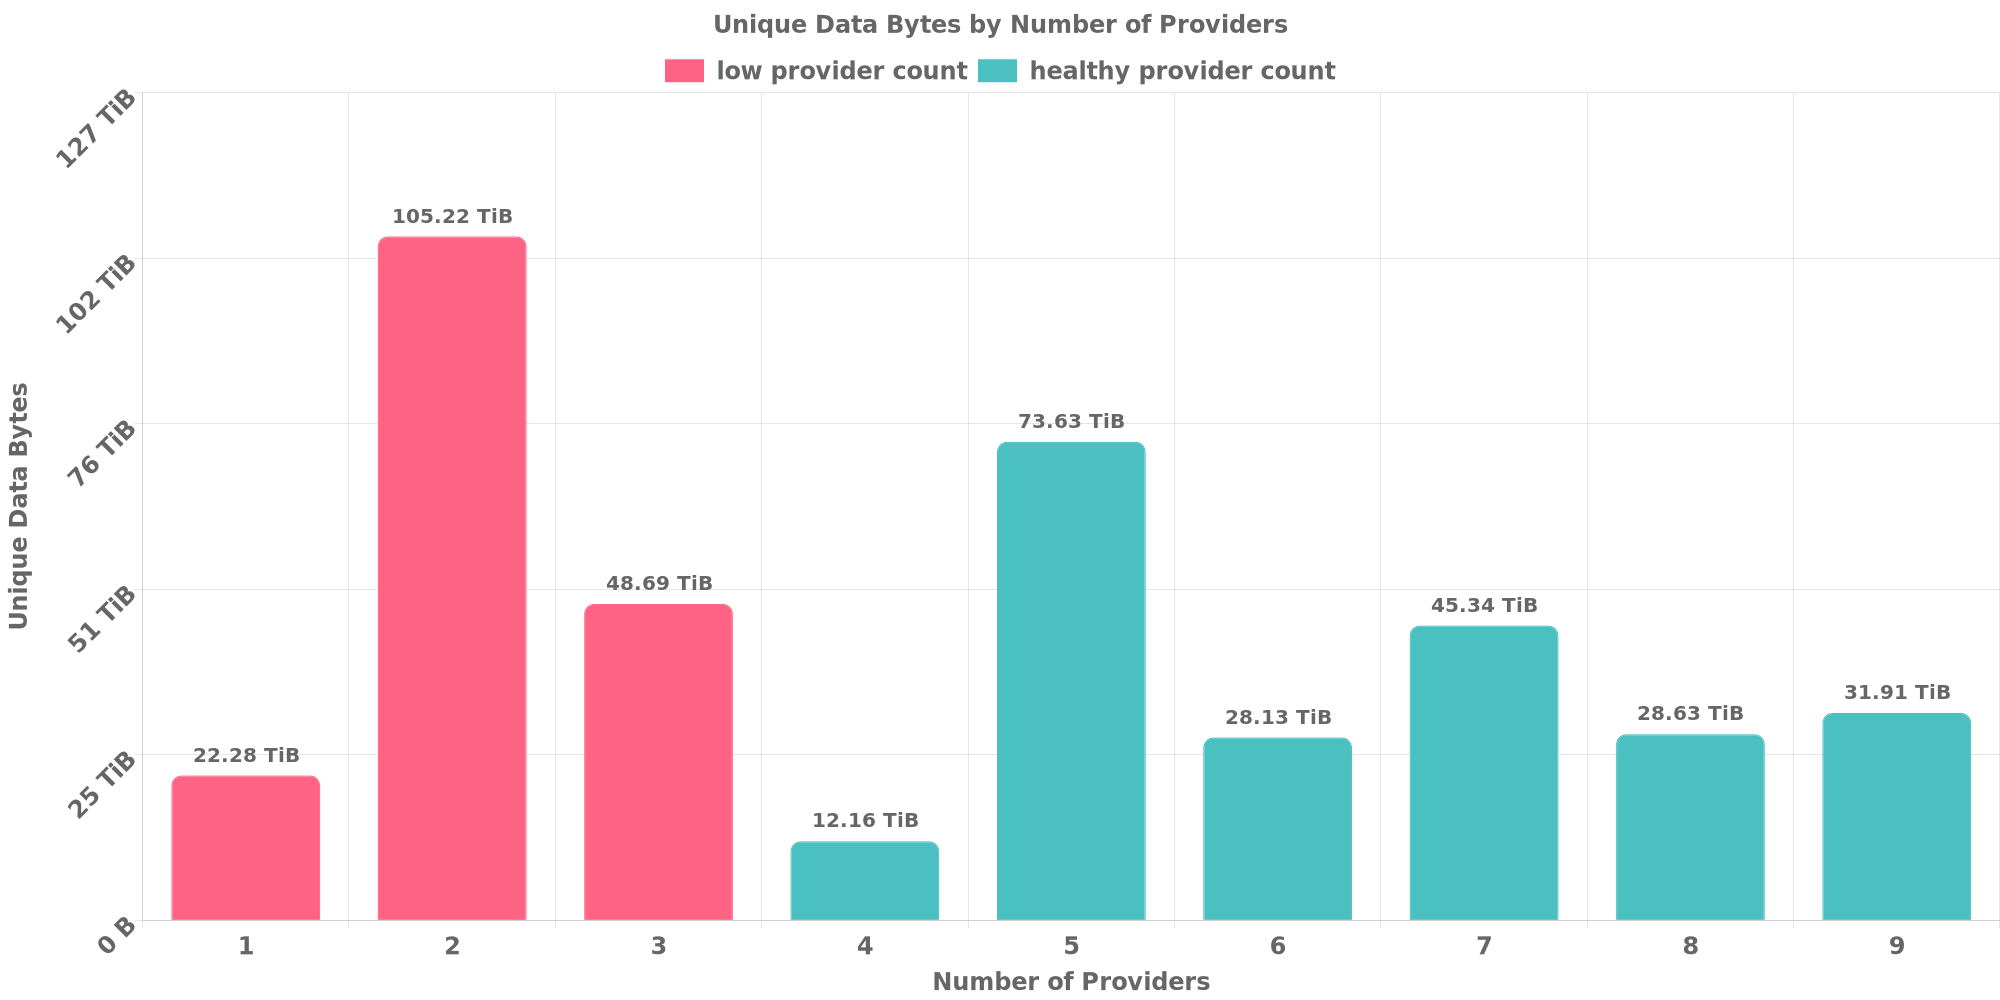 Unique Data Bytes by Number of Providers
low provider count healthy provider count
127 TiB
102 TiB
76 TiB
51 TiB
25 TiB
0 B
Unique Data Bytes
22.28 TiB
105.22 TiB
48.69 TiB
12.16 TiB
73.63 TiB
28.13 TiB
45.34 TiB
28.63 TiB
31.91 TiB
1 2 3 4 5 6 7 8 9
Number of Providers